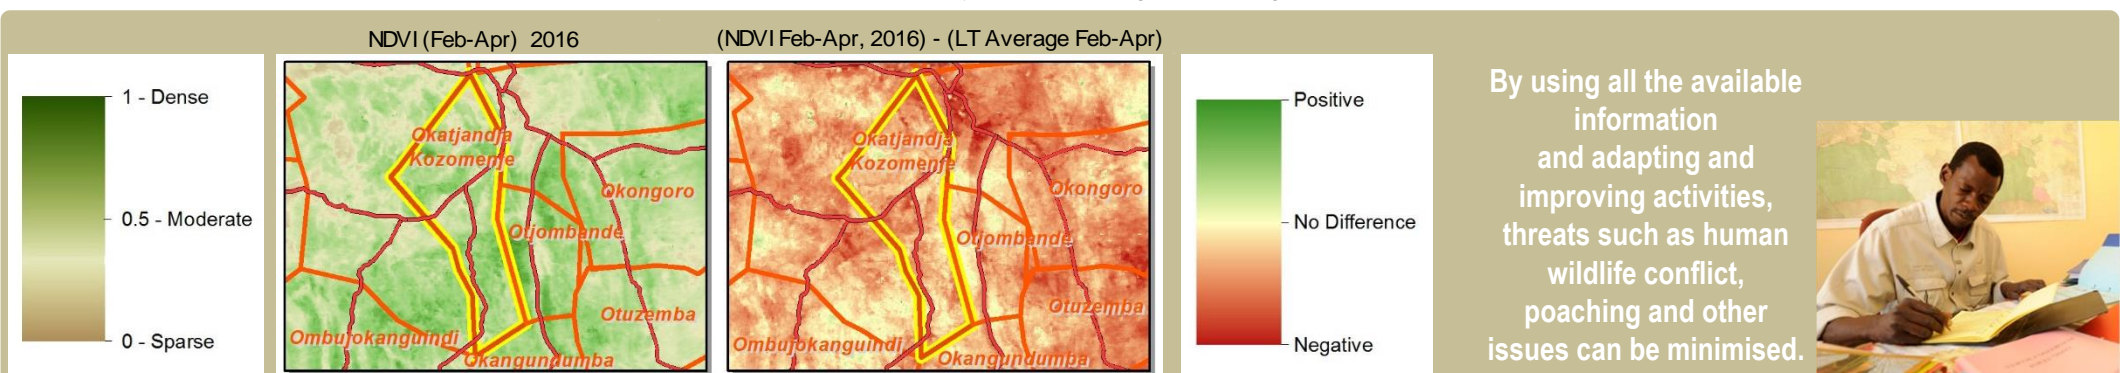 NDVI (Feb-Apr) 2016
1 - Dense
0.5 - Moderate
0 - Sparse
Okatjandja
Kozomenje
Okongoro
Otjombande
Otuzemba
Ombujokanguindi
Okangundumba
(NDVI Feb-Apr, 2016) - (LT Average Feb-Apr)
Okatjandja
Kozomenje
Okongoro
Otjombande
Otuzemba
Ombujokanguindi
Okangundumba
Positive
No Difference
Negative
By using all the available
information
and adapting and
improving activities,
threats such as human
wildlife conflict,
poaching and other
issues can be minimised.